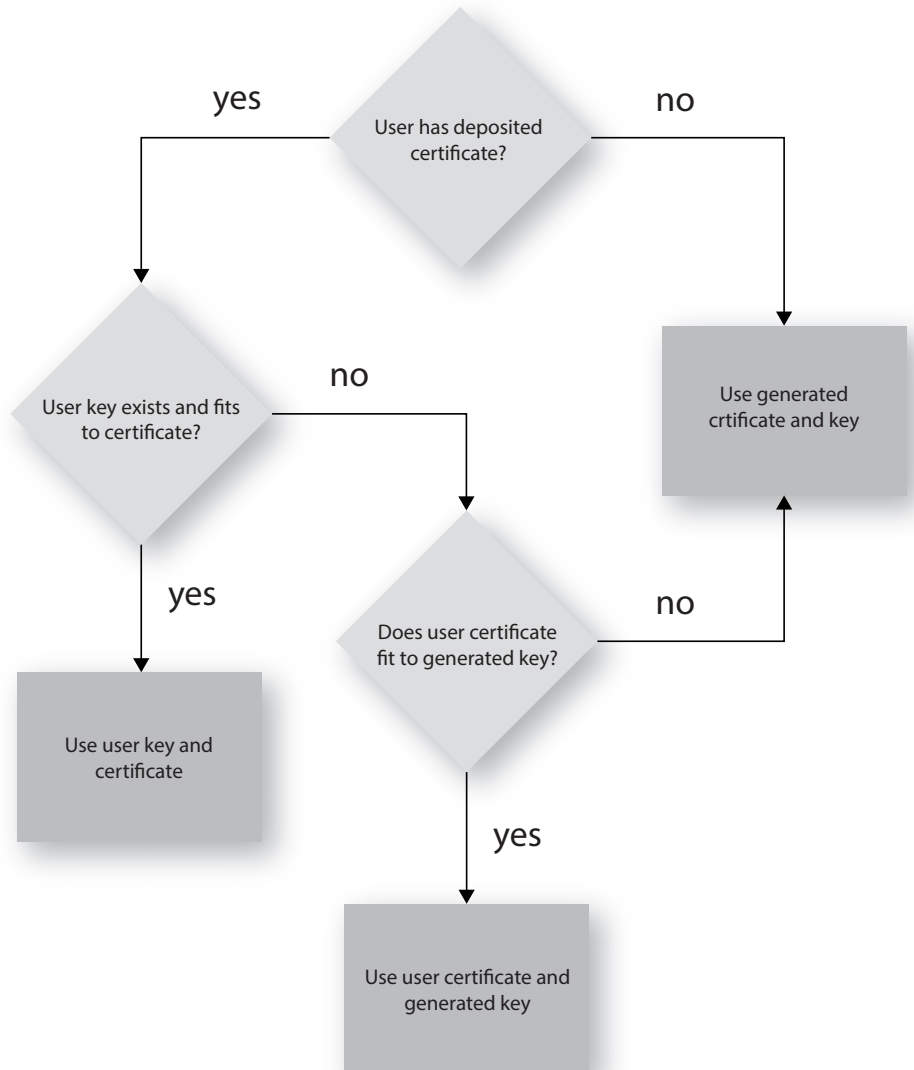 yes
no
User has deposited
certificate?
User key exists and fits
to certificate?
no
Use generated
crtificate and key
yes
Does user certificate
fit to generated key?
no
Use user key and
certificate
yes
Use user certificate and
generated key